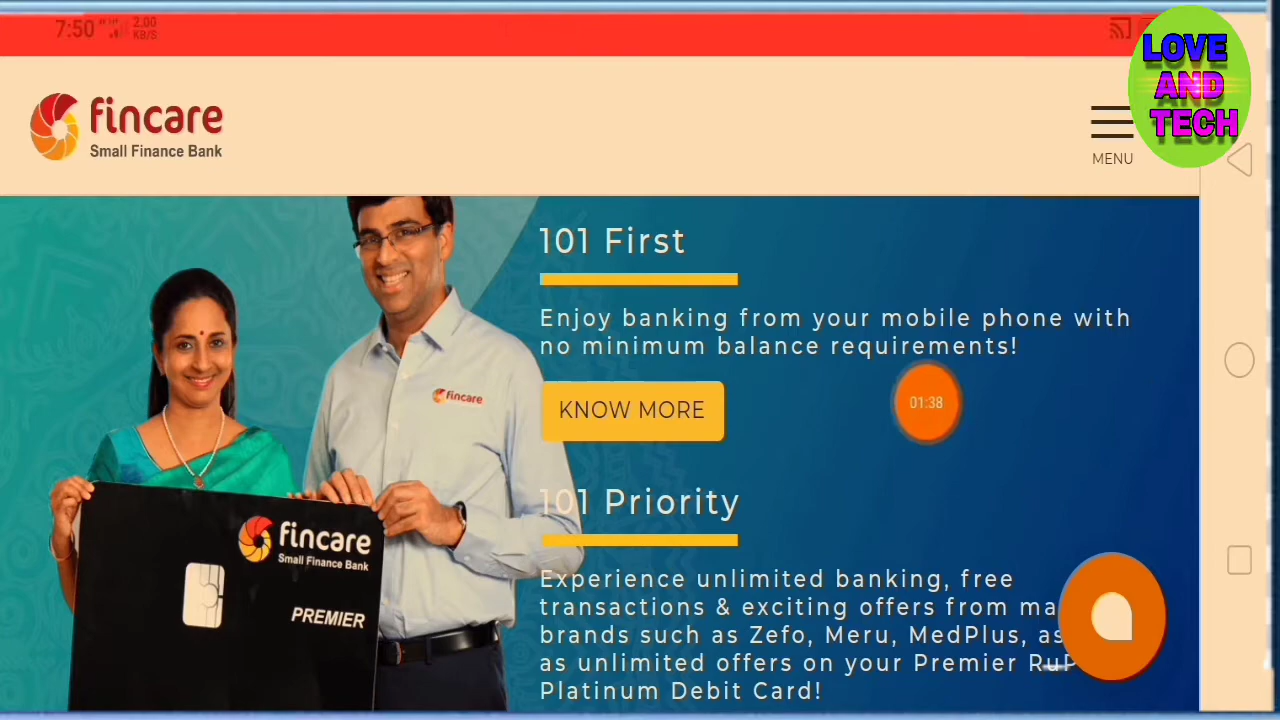 7:50
2.00
KB/S
LOVE
AND
TECH
fincare
Small Finance Bank
MENU
101 First
Enjoy banking from your mobile phone with
no minimum balance requirements!
fincare
KNOW MORE
01:38
101 Priority
fincare
Small Finance Bank
PREMIER
Experience unlimited banking, free
transactions & exciting offers from
brands such as Zefo, Meru, MedPlus, as
as unlimited offers on your Premier
Platinum Debit Card!